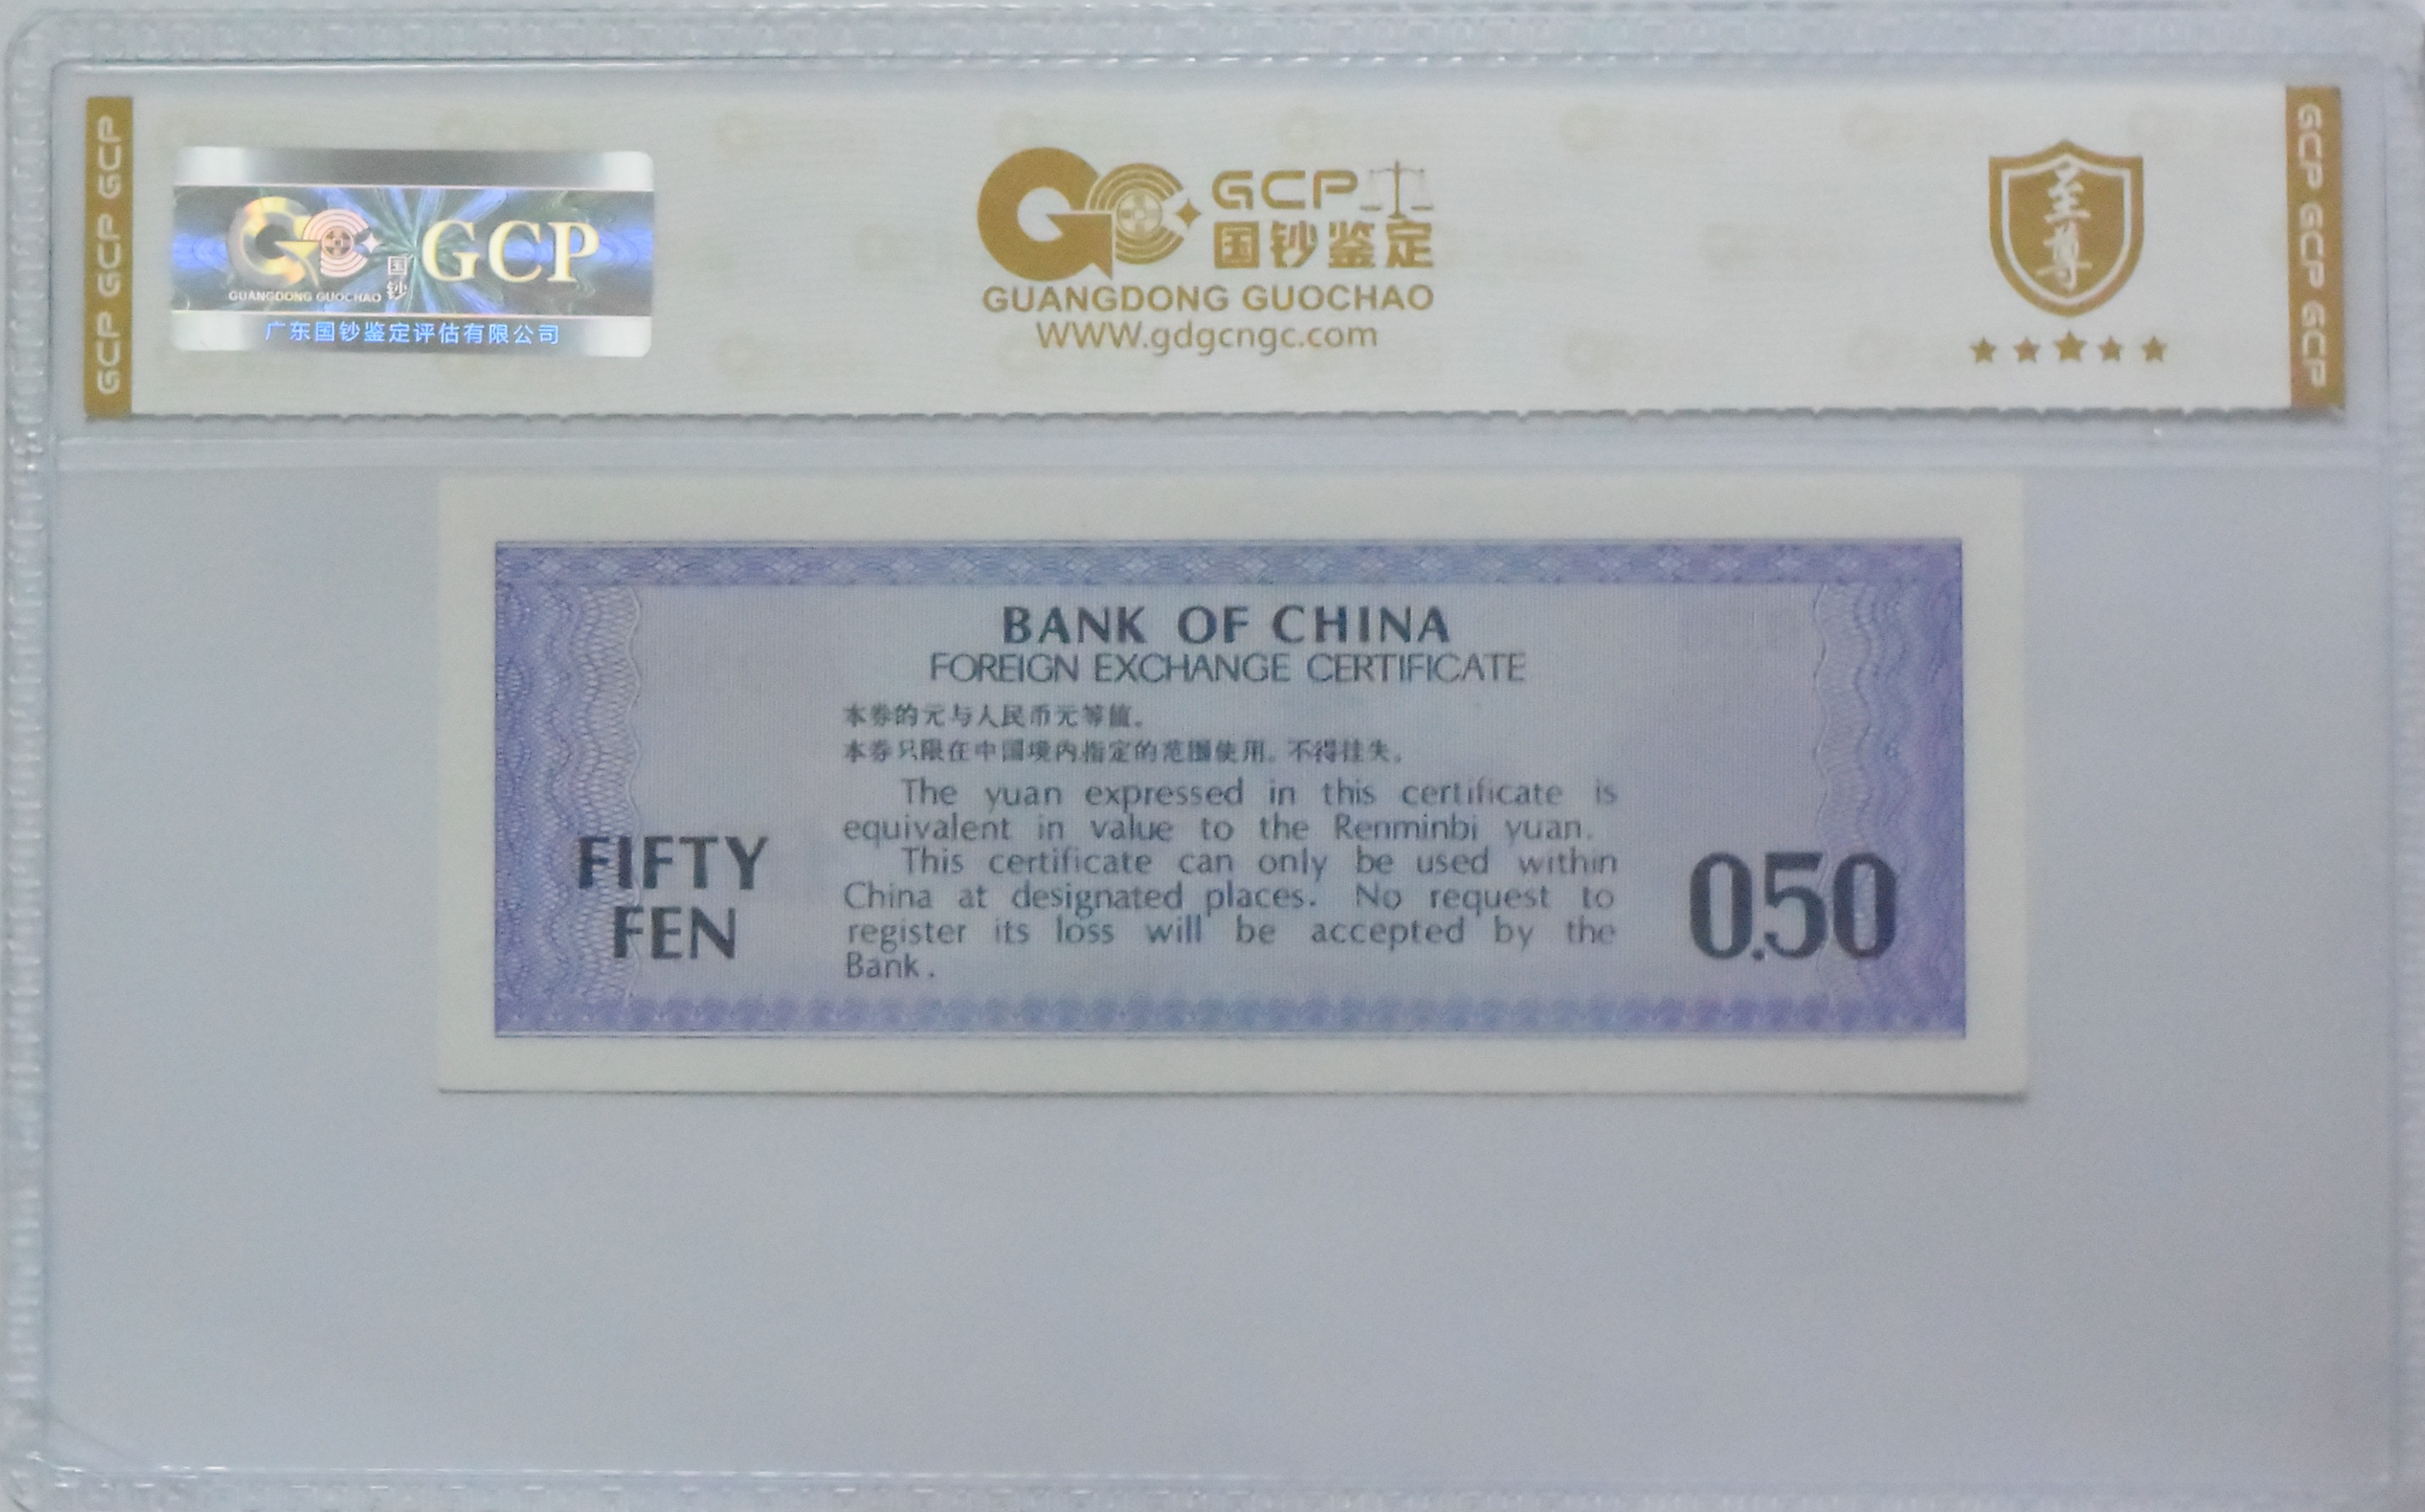 GCP GCP GCP
GC
国钞
GCP
GUANGDONG GUOCHAO
广东国钞鉴定评估有限公司
GC
GCP
国钞鉴定
GUANGDONG GUOCHAO
WWW.gdgcngc.com
至尊
GCP GCP GCP
BANK OF CHINA
FOREIGN EXCHANGE CERTIFICATE
本券的元与人民币元等值。
本券只限在中国境内指定的范围使用。不得挂失。
The yuan expressed in this certificate is
equivalent in value to the Renminbi yuan.
This certificate can only be used within
China at designated places. No request to
register its loss will be accepted by the
Bank.
FIFTY
FEN
0.50